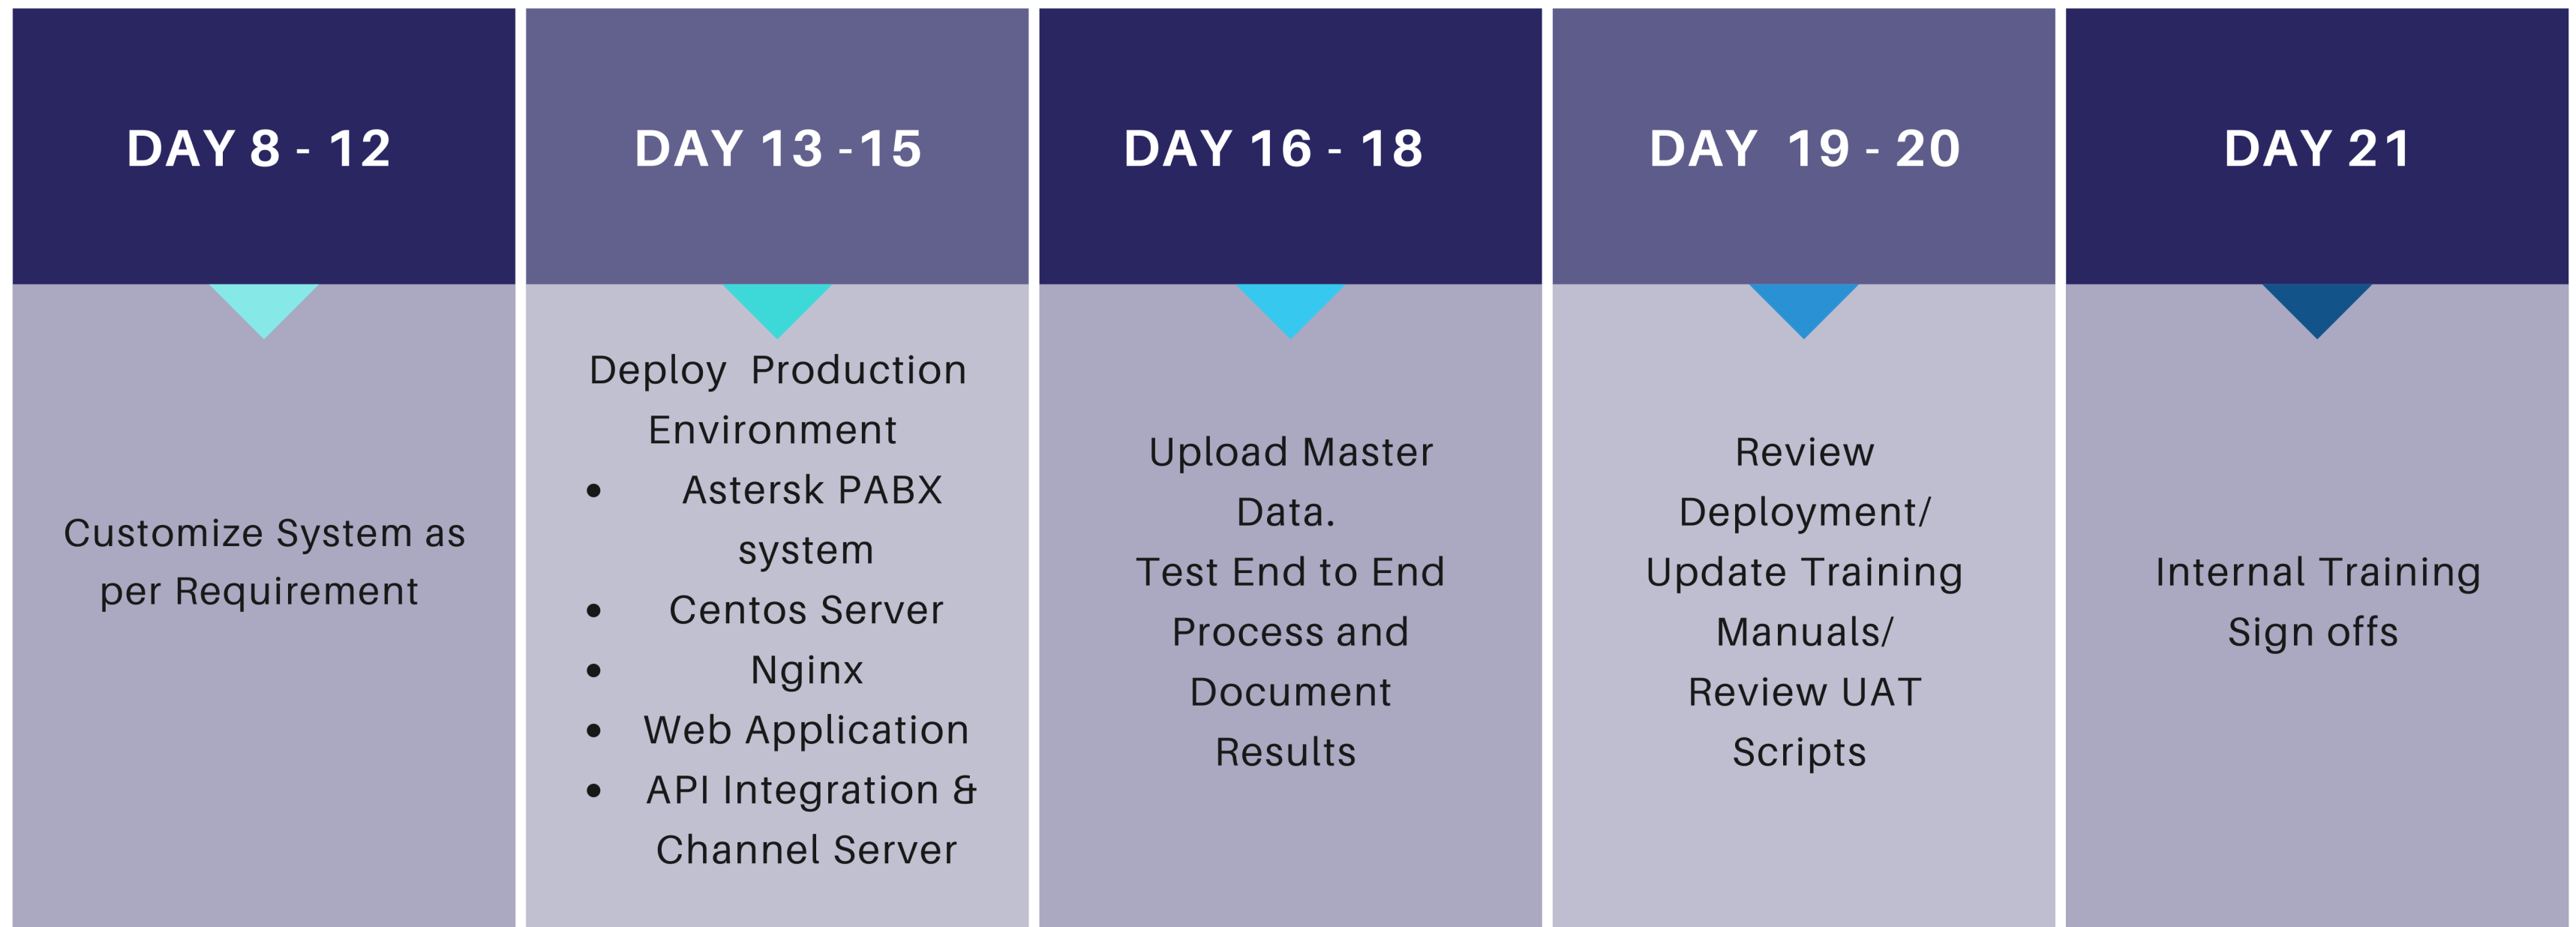 DAY 8 - 12
Customize System as
per Requirement
DAY 13 -15
Deploy Production
Environment
• Astersk PABX
system
• Centos Server
• Nginx
• Web Application
• API Integration &
Channel Server
DAY 16 - 18
Upload Master
Data.
Test End to End
Process and
Document
Results
DAY 19 - 20
Review
Deployment/
Update Training
Manuals/
Review UAT
Scripts
DAY 21
Internal Training
Sign offs